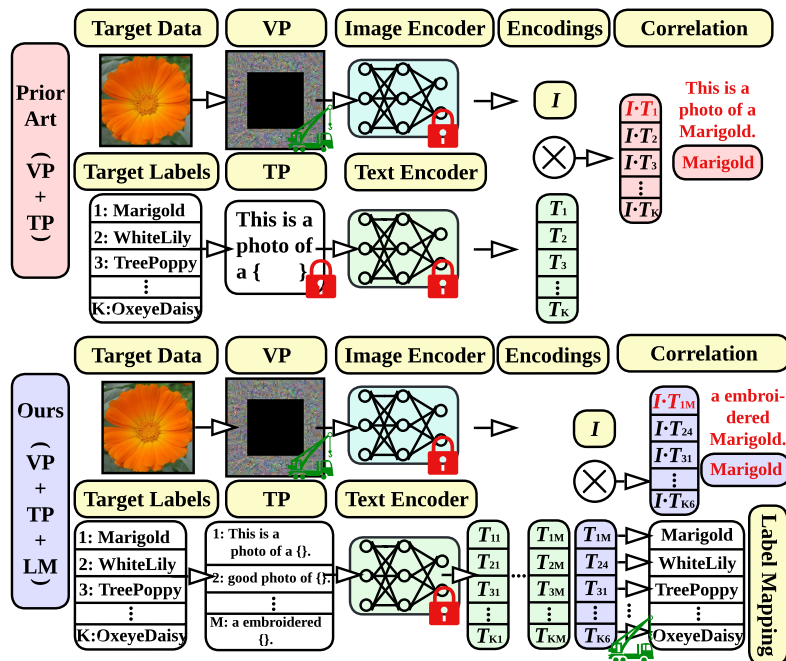 Target Data
VP
Image Encoder
Encodings
Correlation
Prior
Art
(
VP
+
TP
)
I
I·T1
I·T2
I·T3
⋮
I·TK
This is a
photo of a
Marigold.
Marigold
Target Labels
TP
Text Encoder
1: Marigold
2: WhiteLily
3: TreePoppy
⋮
K:OxeyeDaisy
This is a
photo of
a { }
T1
T2
T3
⋮
TK
Target Data
VP
Image Encoder
Encodings
Correlation
Ours
(
VP
+
TP
+
LM
)
I
I·T1M
I·T24
I·T31
⋮
I·TK6
a embroi-
dered
Marigold.
Marigold
Target Labels
TP
Text Encoder
1: Marigold
2: WhiteLily
3: TreePoppy
⋮
K:OxeyeDaisy
1: This is a
photo of a {}.
2: good photo of {}.
⋮
M: a embroidered
{}.
T11
T21
T31
⋮
TK1
...
T1M
T2M
T3M
⋮
TKM
T1M
T24
T31
⋮
TK6
Marigold
WhiteLily
TreePoppy
⋮
OxeyeDaisy
Label Mapping